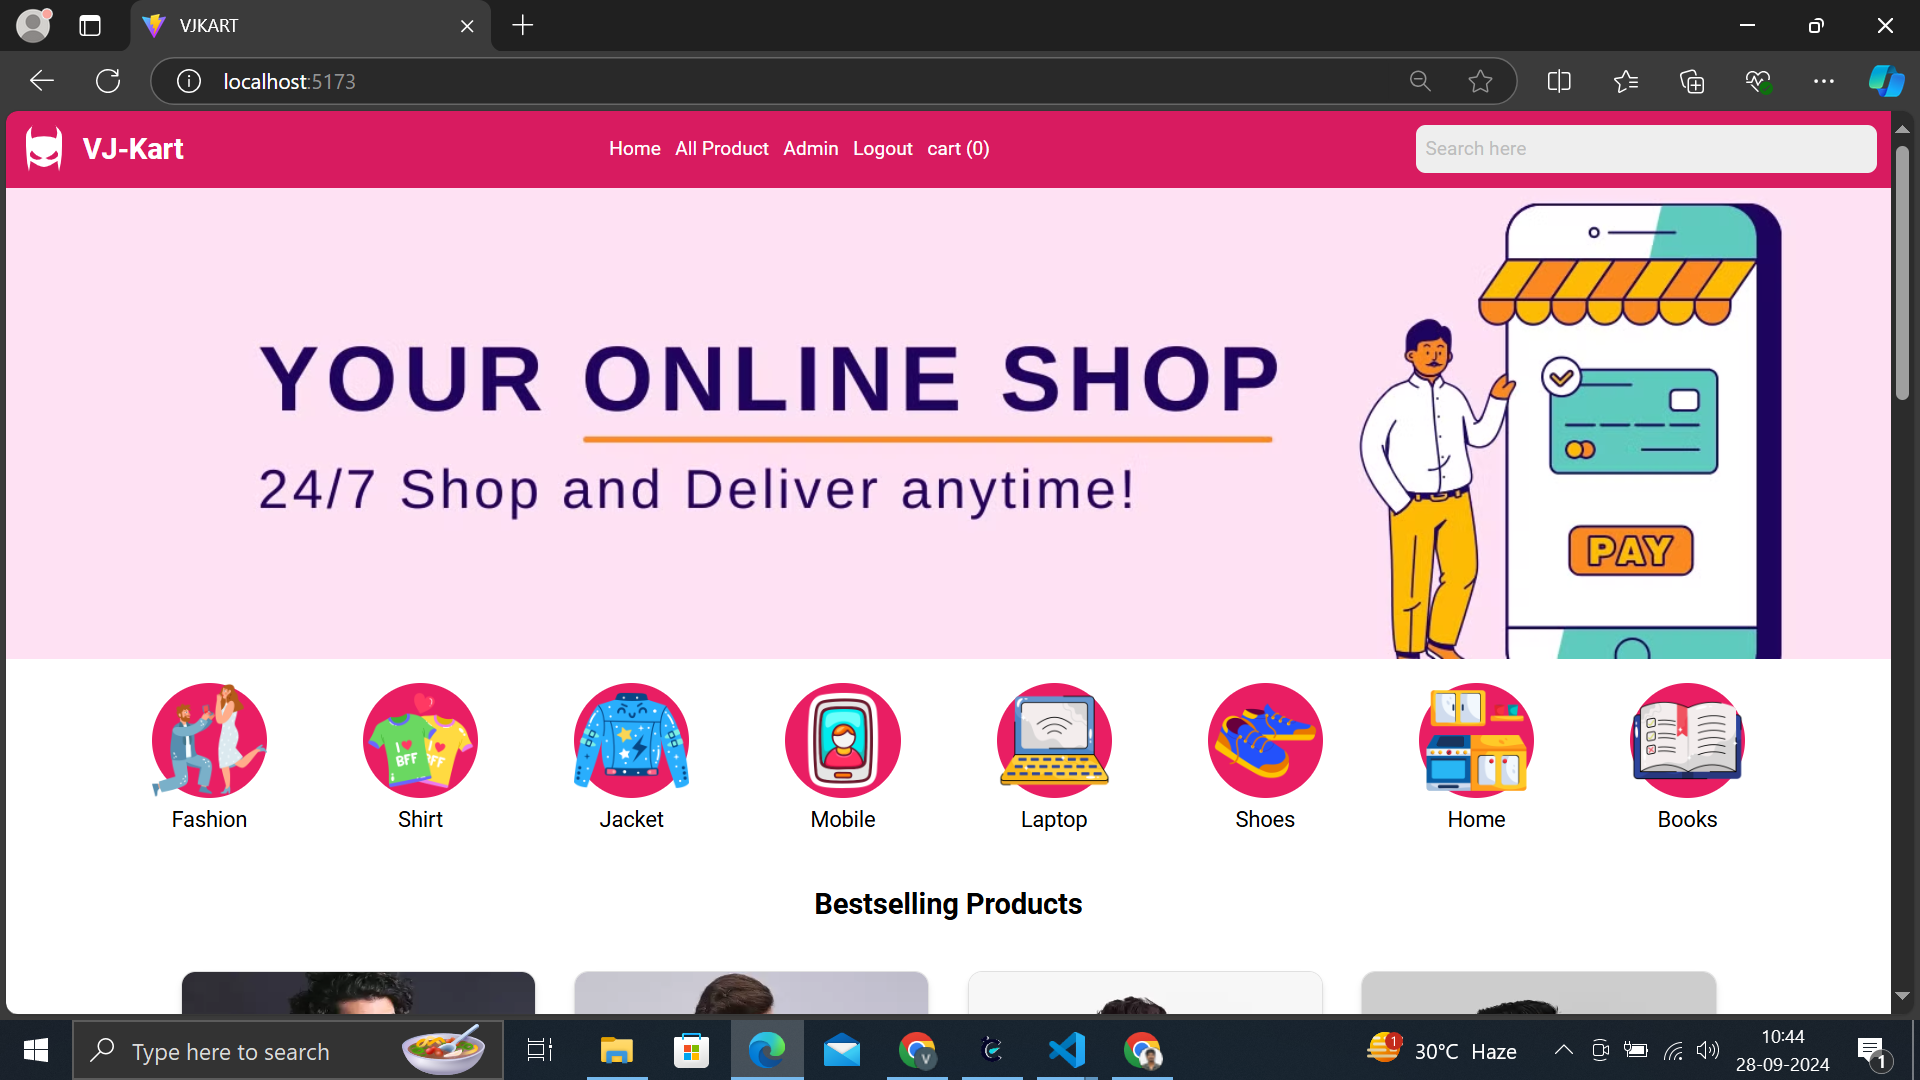 VJKART
localhost:5173
VJ-Kart
Home All Product Admin Logout cart (0)
Search here
YOUR ONLINE SHOP
24/7 Shop and Deliver anytime!
PAY
I
BFF
BFF
Fashion Shirt Jacket Mobile Laptop Shoes Home Books
Bestselling Products
Type here to search
V
1
30°C Haze
10:44
28-09-2024
1